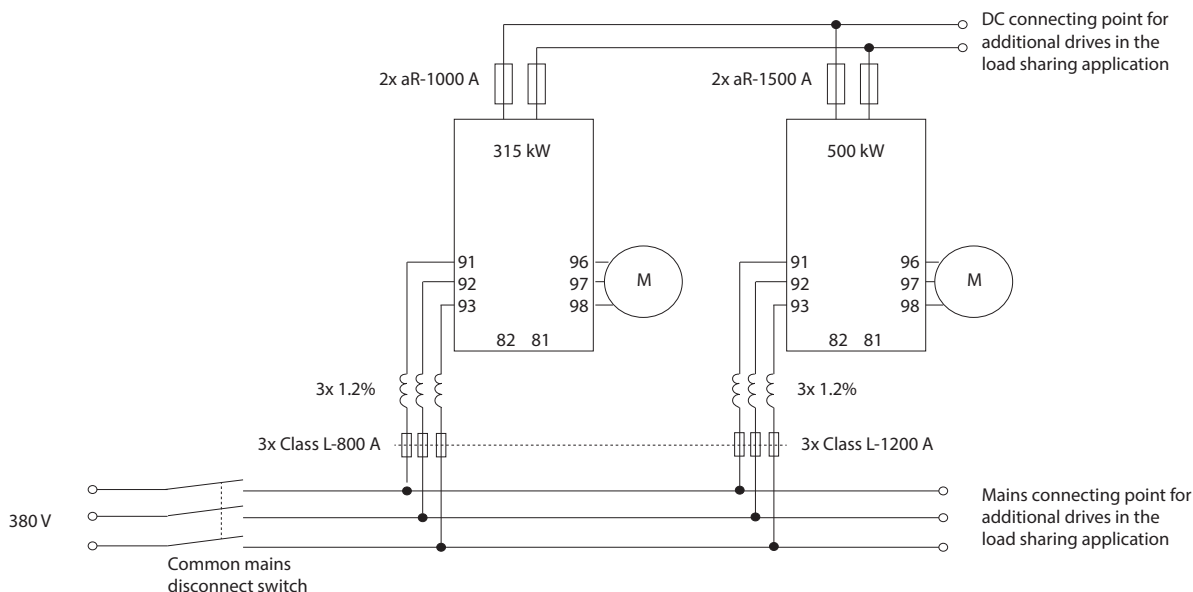 DC connecting point for
additional drives in the
load sharing application
2x aR-1000 A
2x aR-1500 A
315 kW
500 kW
91
92
93
96
97
98
M
82 81
91
92
93
96
97
98
M
82 81
3x 1.2%
3x 1.2%
3x Class L-800 A
3x Class L-1200 A
380 V
Mains connecting point for
additional drives in the
load sharing application
Common mains
disconnect switch